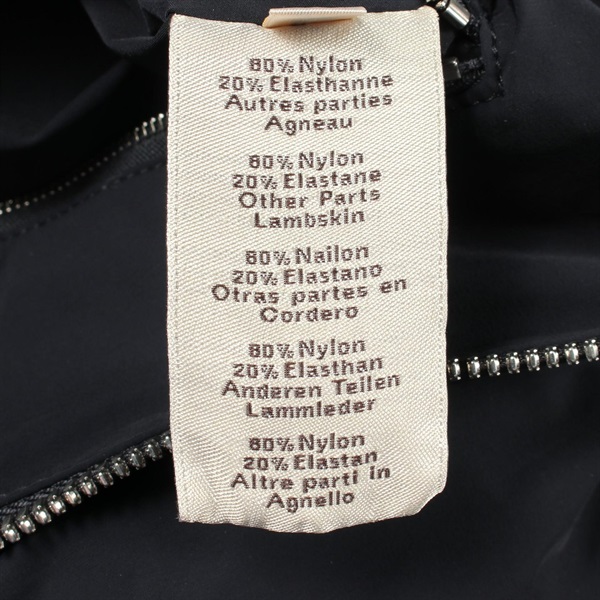 80% Nylon
20% Elasthanne
Autres parties
Agneau
80% Nylon
20% Elastane
Other Parts
Lambskin
80% Nailon
20% Elastano
Otras partes en
Cordero
80% Nylon
20% Elasthan
Anderen Teilen
Lammleder
80% Nylon
20% Elastan
Altre parti in
Agnello